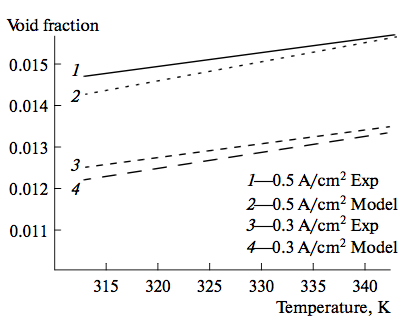 Void fraction
0.015
0.014
0.013
0.012
0.011
1
2
3
4
1—0.5 A/cm² Exp
2—0.5 A/cm² Model
3—0.3 A/cm² Exp
4—0.3 A/cm² Model
315 320 325 330 335 340
Temperature, K